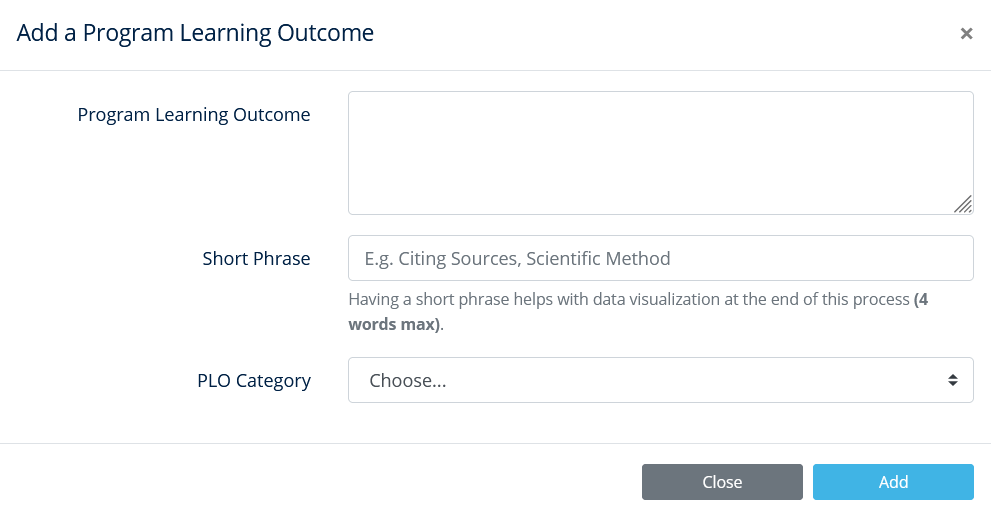 Add a Program Learning Outcome
×
Program Learning Outcome
Short Phrase
E.g. Citing Sources, Scientific Method
Having a short phrase helps with data visualization at the end of this process (4
words max).
PLO Category
Choose...
Close
Add